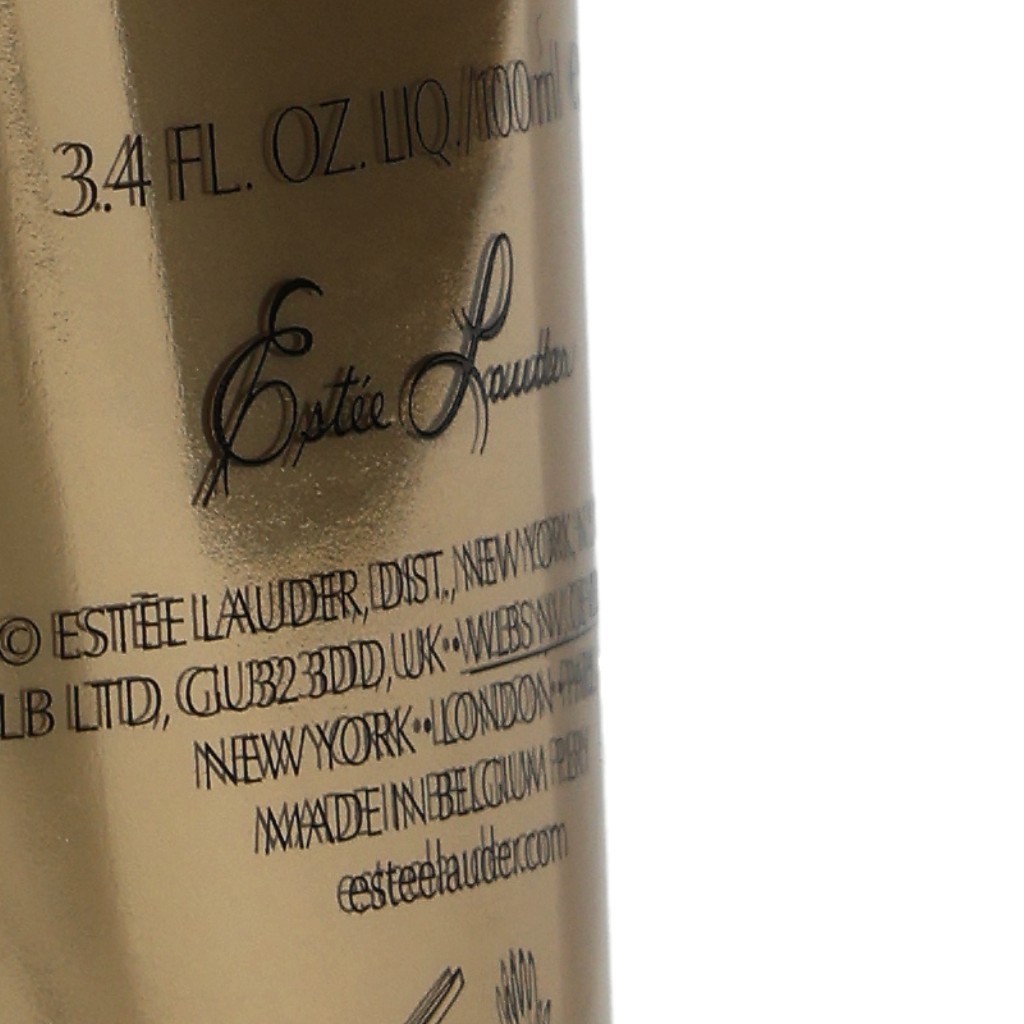 3.4 FL. OZ. LIQ./100ml e
Estée Lauder
© ESTĒE LAUDER, DIST., NEW YORK,
LB LTD, GU32 3DD, UK •
NEW YORK • LONDON •
MADE IN BELGIUM
esteelauder.com